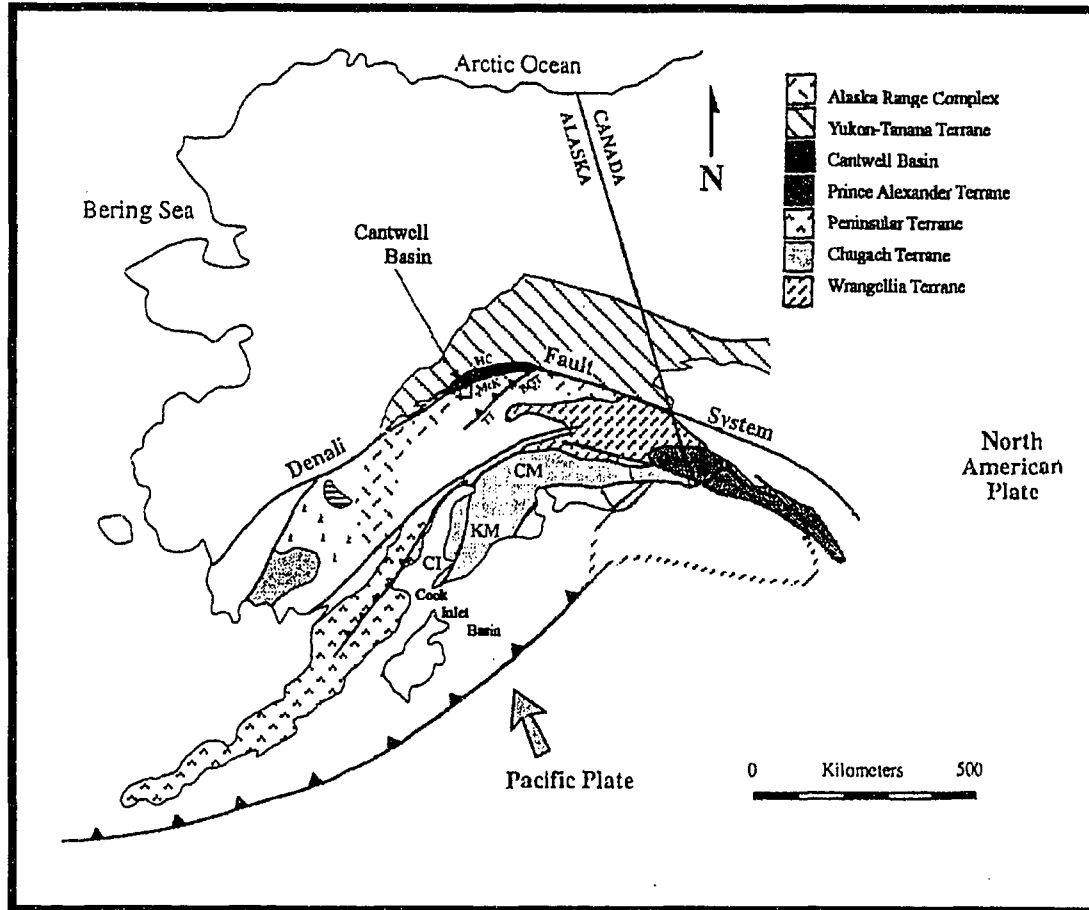 Arctic Ocean
Alaska Range Complex
Yukon-Tanana Terrane
Cantwell Basin
Prince Alexander Terrane
Peninsular Terrane
Chugach Terrane
Wrangellia Terrane
ALASKA
CANADA
N
Bering Sea
Cantwell
Basin
HC
McK
TT
Denali
Fault
System
North
American
Plate
CM
KM
CI
Cook
Inlet
Basin
Pacific Plate
0 Kilometers 500